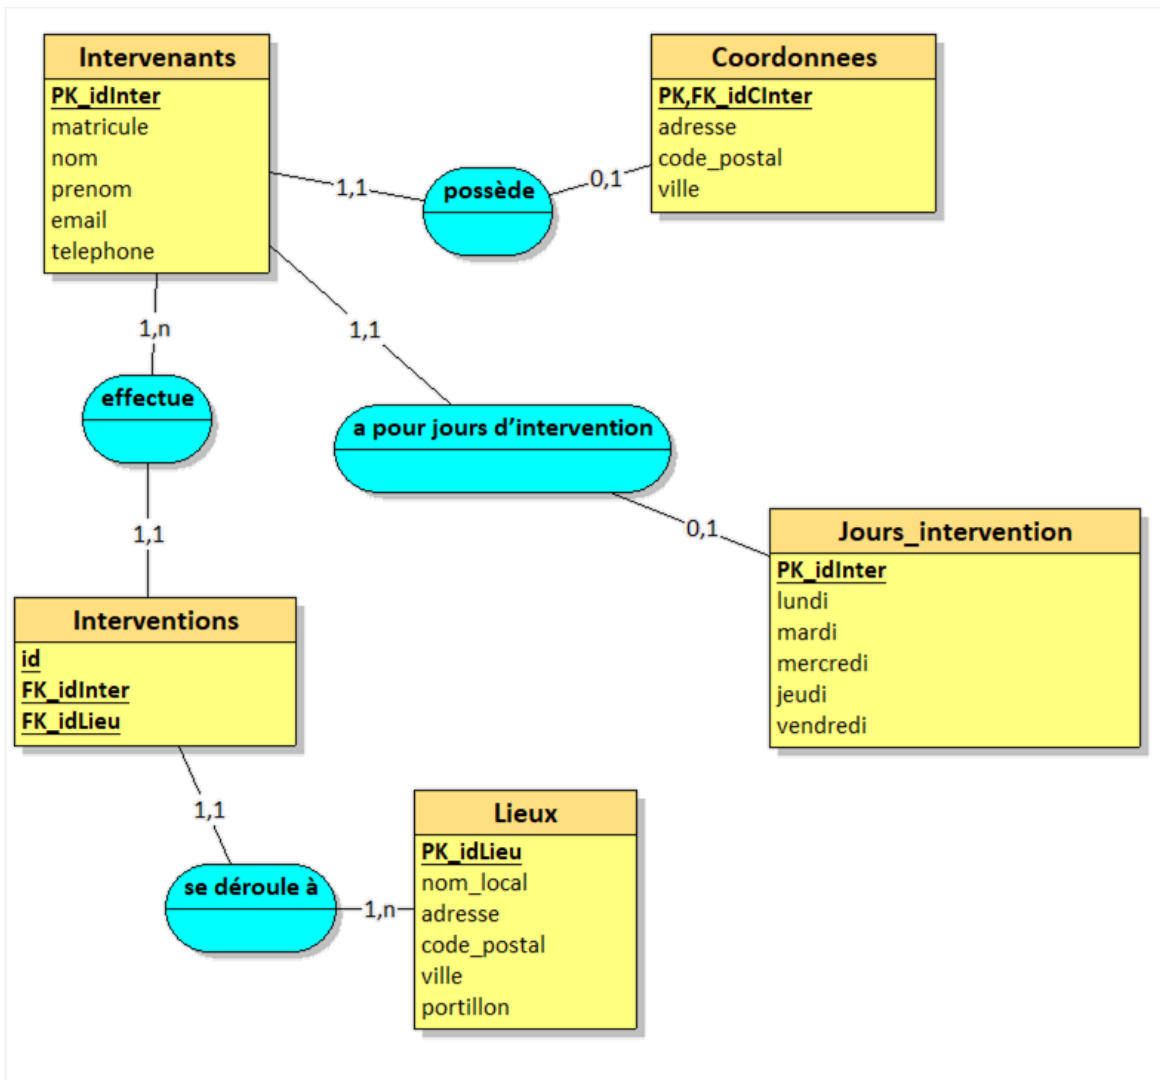 Intervenants
PK_idInter
matricule
nom
prenom
email
telephone
Coordonnees
PK,FK_idCInter
adresse
code_postal
ville
1,1
possède
0,1
1,n
1,1
effectue
a pour jours d’intervention
1,1
0,1
Jours_intervention
PK_idInter
lundi
mardi
mercredi
jeudi
vendredi
Interventions
id
FK_idInter
FK_idLieu
1,1
se déroule à
1,n
Lieux
PK_idLieu
nom_local
adresse
code_postal
ville
portillon